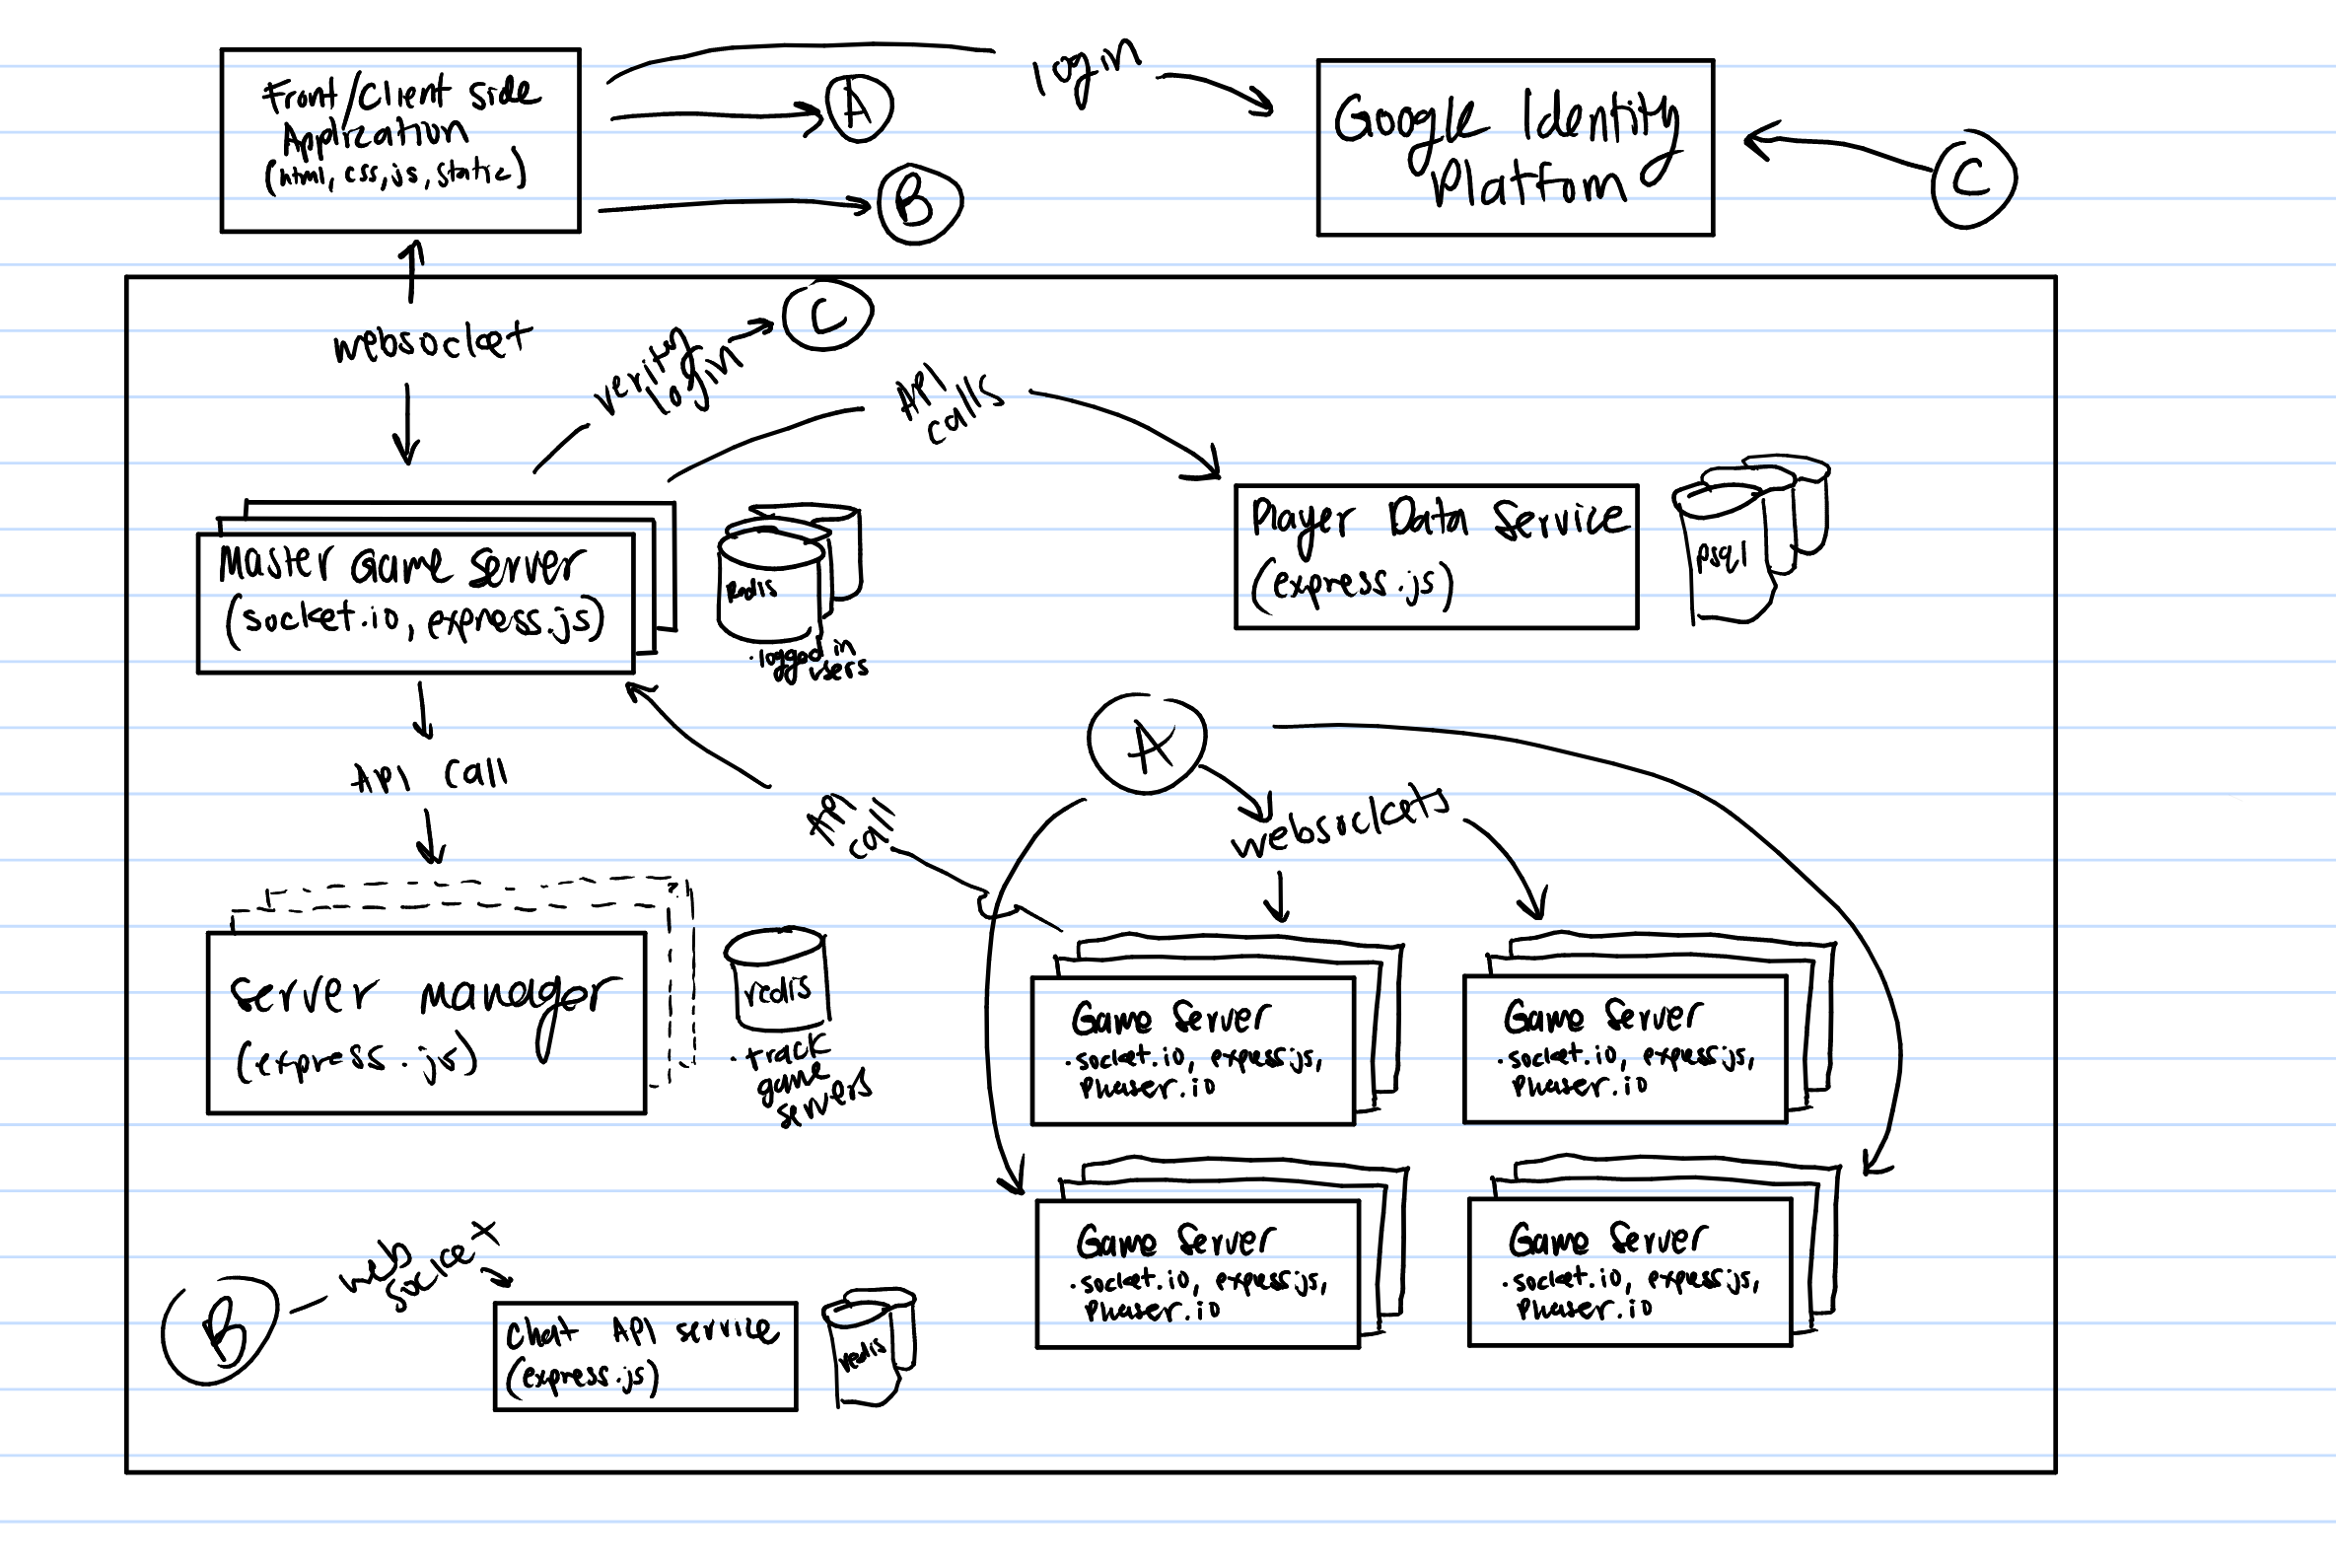 Front/Client Side
Application
(html, css, js, static)
A
B
login
Google Identity
Platfom
C
websocket
verify
login
C
API
calls
Master Game Server
(socket.io, express.js)
Redis
·logged in
users
Player Data Service
(express.js)
psql
API call
API
call
A
websockets
server manager
(express.js)
redis
·track
game
servers
Game Server
·socket.io, express.js,
Phaser.io
Game Server
·socket.io, express.js,
Phaser.io
Game Server
·socket.io, express.js,
Phaser.io
Game Server
·socket.io, express.js,
Phaser.io
B
web
socket
Chat API service
(express.js)
redis